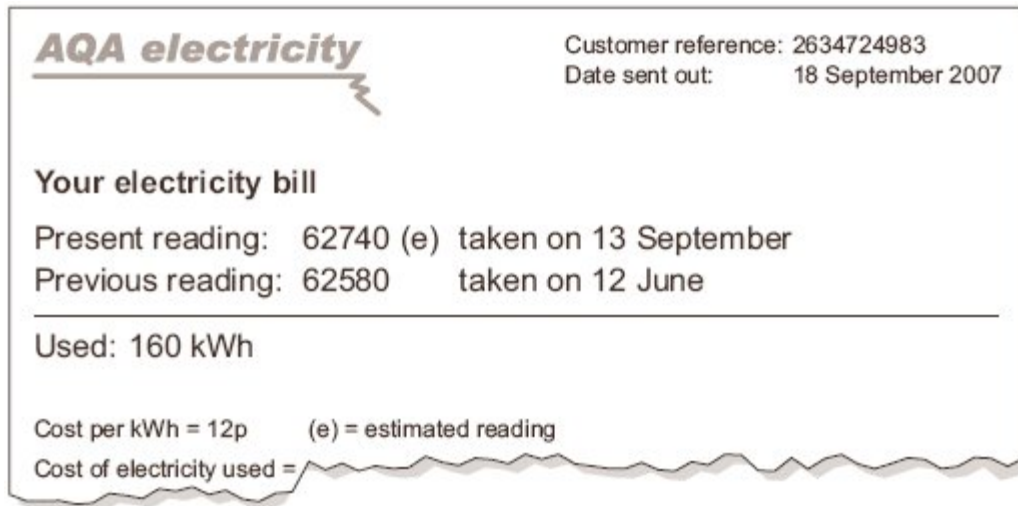 AQA electricity
Customer reference: 2634724983
Date sent out: 18 September 2007
Your electricity bill
Present reading: 62740 (e) taken on 13 September
Previous reading: 62580 taken on 12 June
Used: 160 kWh
Cost per kWh = 12p (e) = estimated reading
Cost of electricity used =